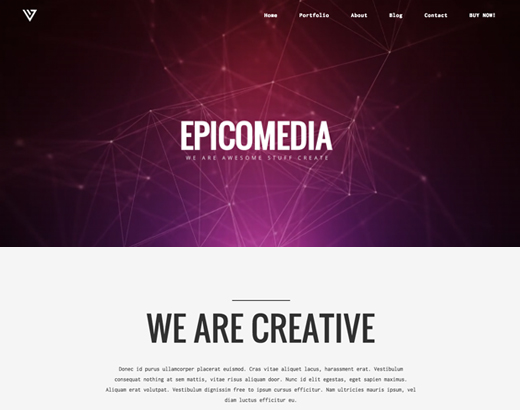 Home Portfolio About Blog Contact BUY NOW!
EPICOMEDIA
WE ARE AWESOME STUFF CREATE
WE ARE CREATIVE
Donec id purus ullamcorper placerat euismod. Cras vitae aliquet lacus, harassment erat. Vestibulum
consequat nothing at sem mattis, vitae risus aliquam door. Nunc id elit egestas, eget sapien maximus.
Aliquam erat volutpat. Vestibulum dignissim free to ipsum cursus efficitur. Nam ultricies mauris ipsum, vel
diam luctus efficitur eu.